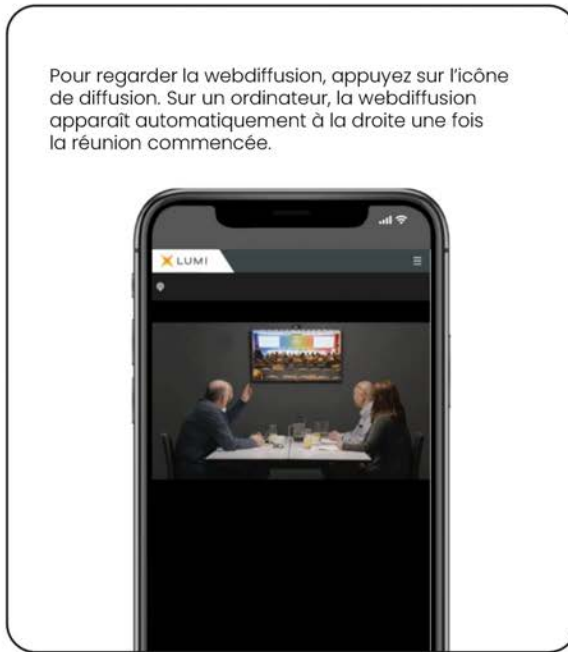 Pour regarder la webdiffusion, appuyez sur l'icône
de diffusion. Sur un ordinateur, la webdiffusion
apparaît automatiquement à la droite une fois
la réunion commencée.
LUMI